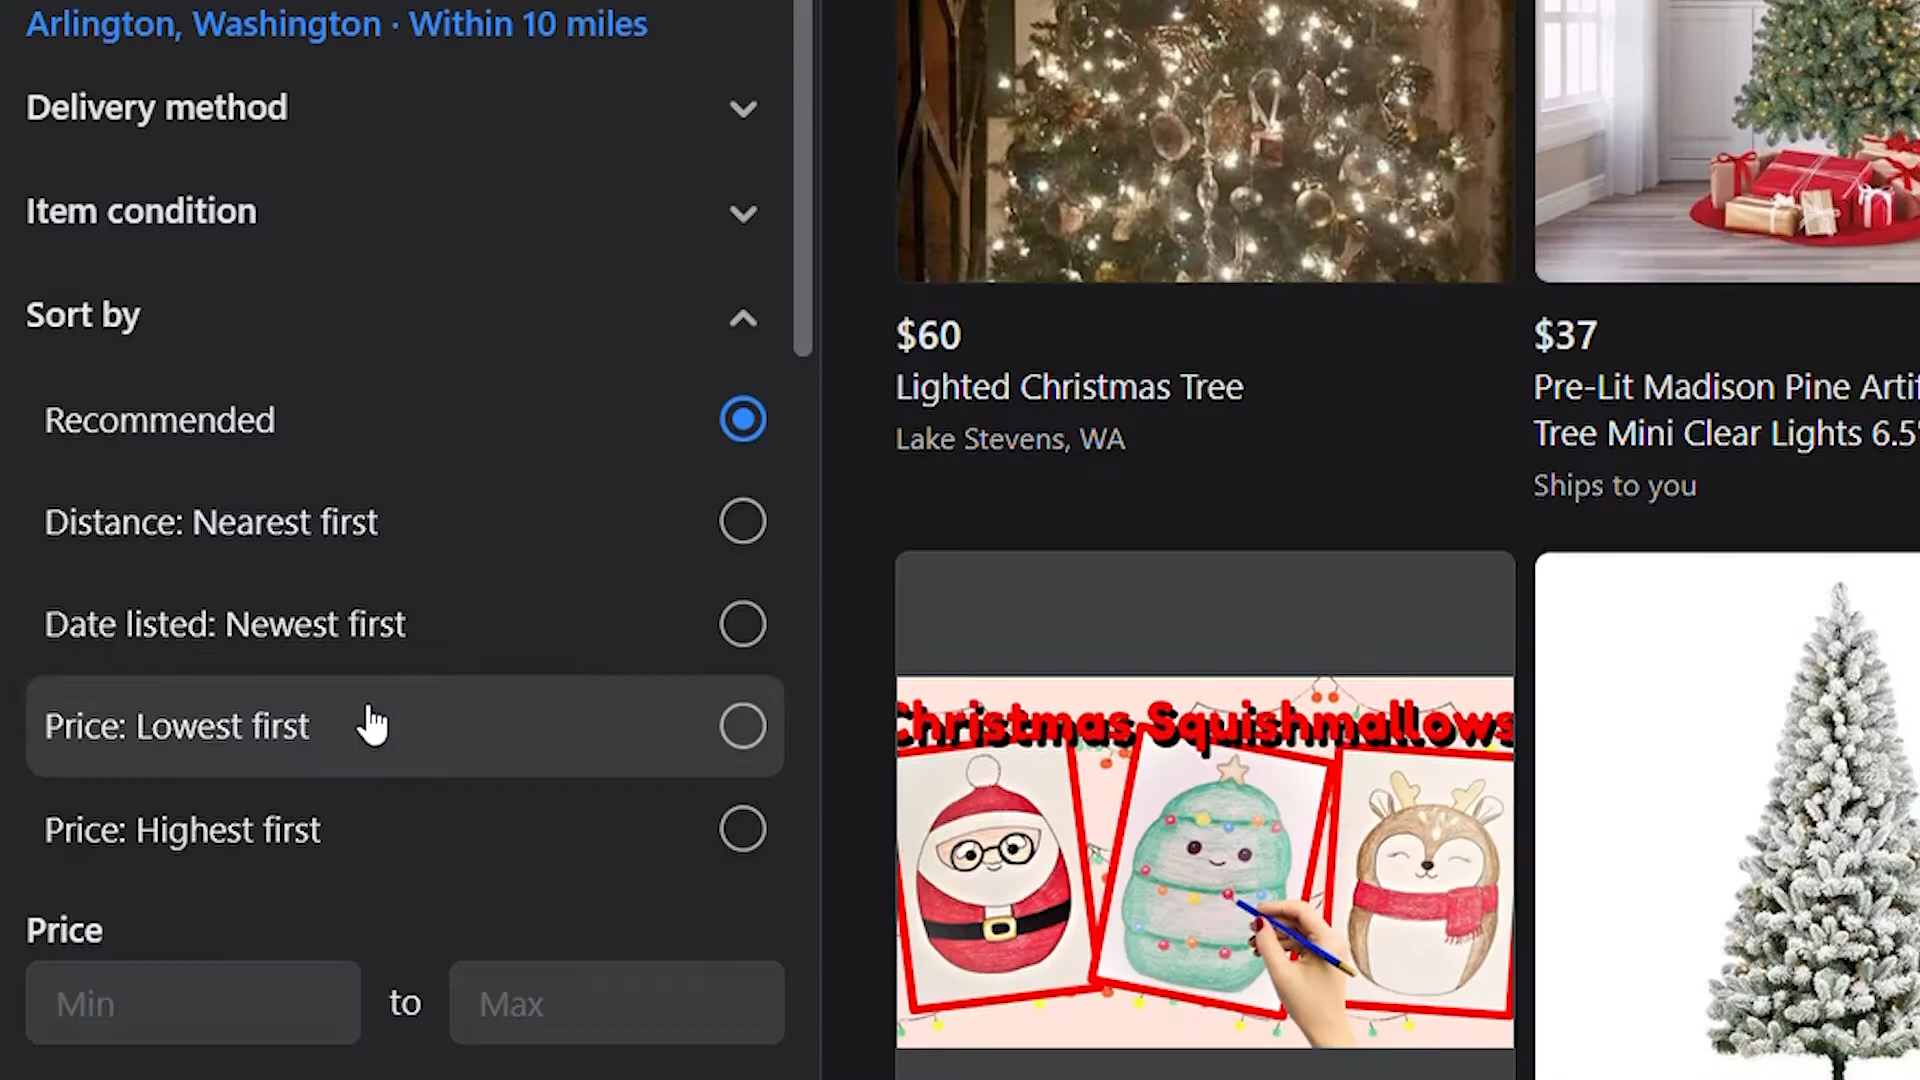 Arlington, Washington · Within 10 miles
Delivery method
Item condition
Sort by
Recommended
Distance: Nearest first
Date listed: Newest first
Price: Lowest first
Price: Highest first
Price
Min to Max
$60
Lighted Christmas Tree
Lake Stevens, WA
$37
Pre-Lit Madison Pine
Tree Mini Clear Lights 6.5'
Ships to you
Christmas Squishmallows